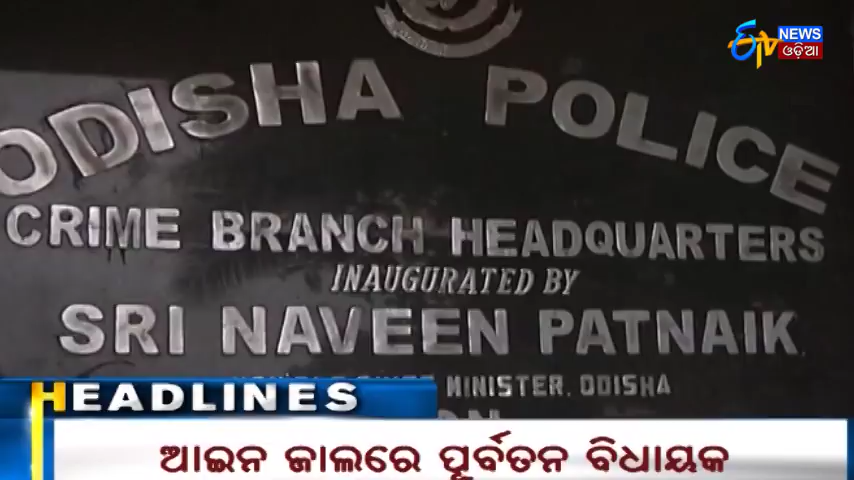 ETV NEWS
ଓଡ଼ିଆ
ODISHA POLICE
CRIME BRANCH HEADQUARTERS
INAUGURATED BY
SRI NAVEEN PATNAIK
MINISTER, ODISHA
HEADLINES
ଆଇନ ଜାଲରେ ପୂର୍ବତନ ବିଧାୟକ